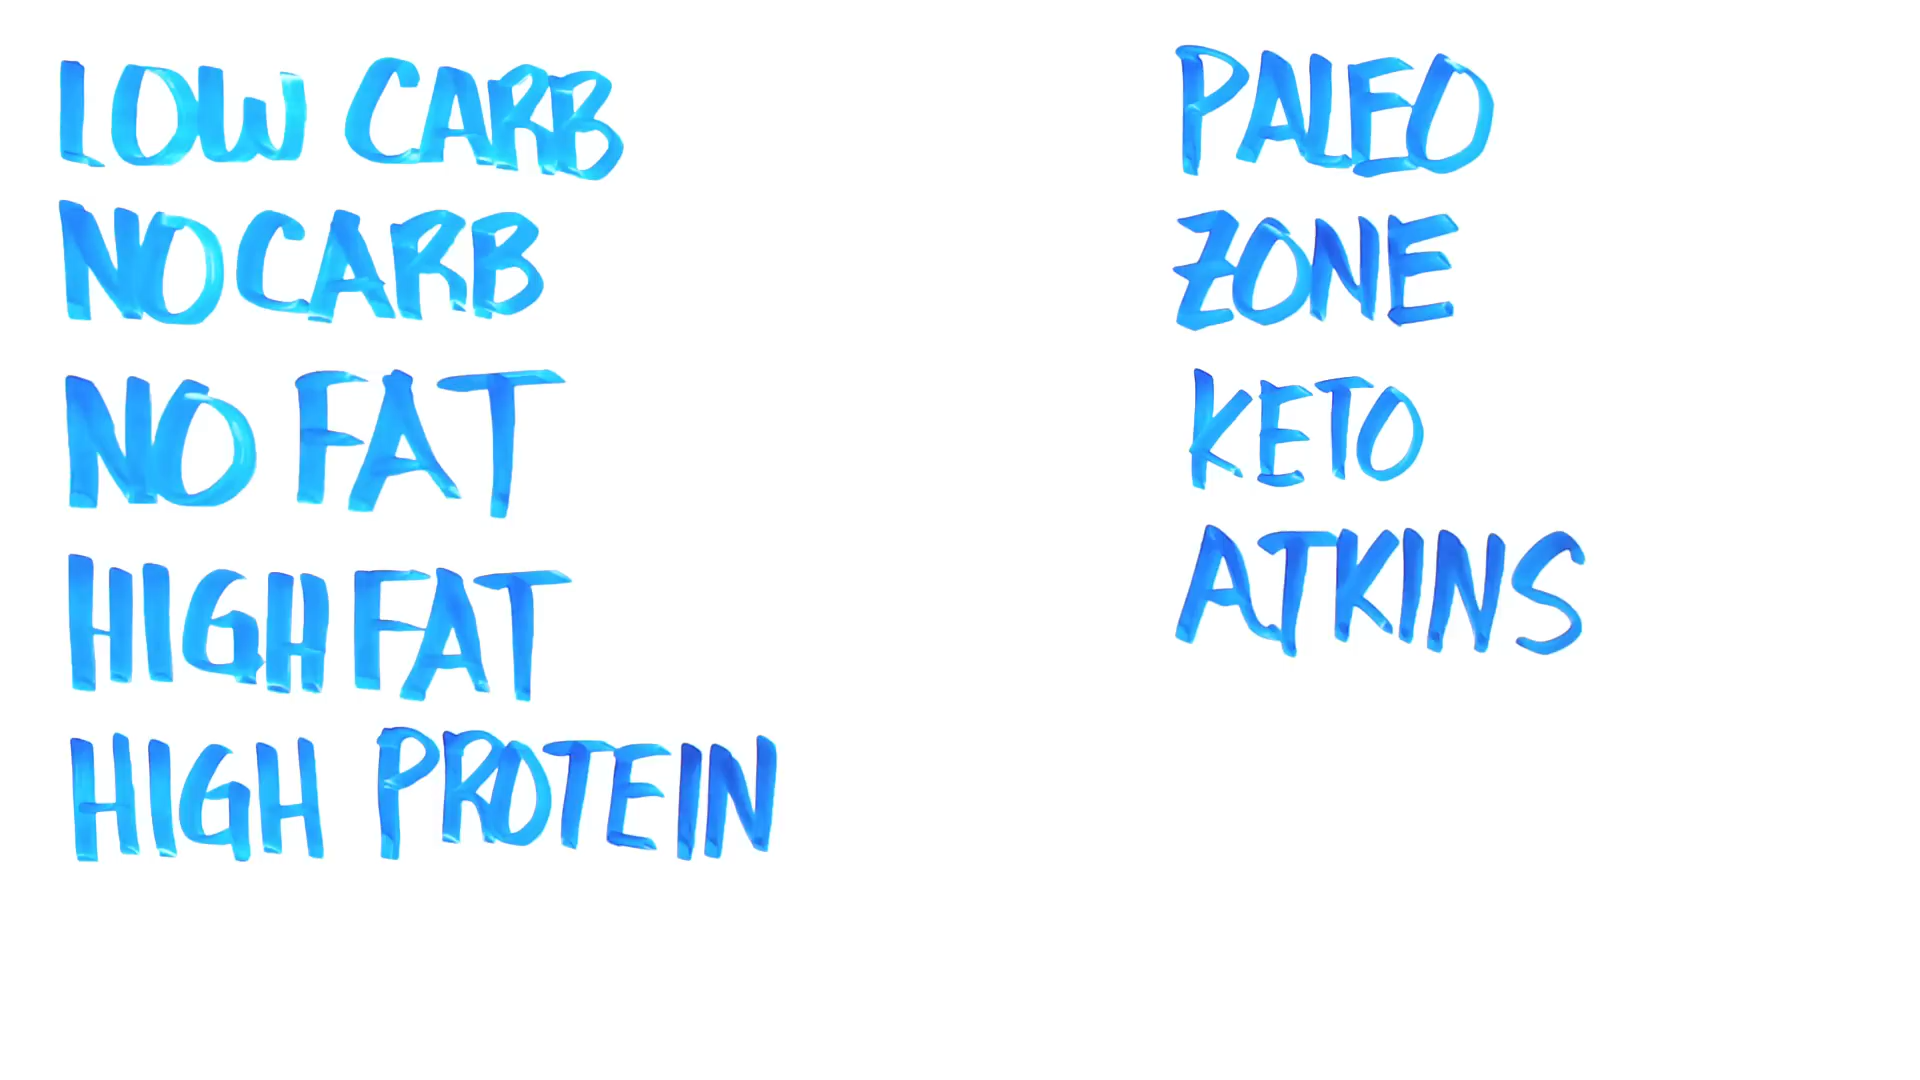 LOW CARB
NO CARB
NO FAT
HIGH FAT
HIGH PROTEIN
PALEO
ZONE
KETO
ATKINS